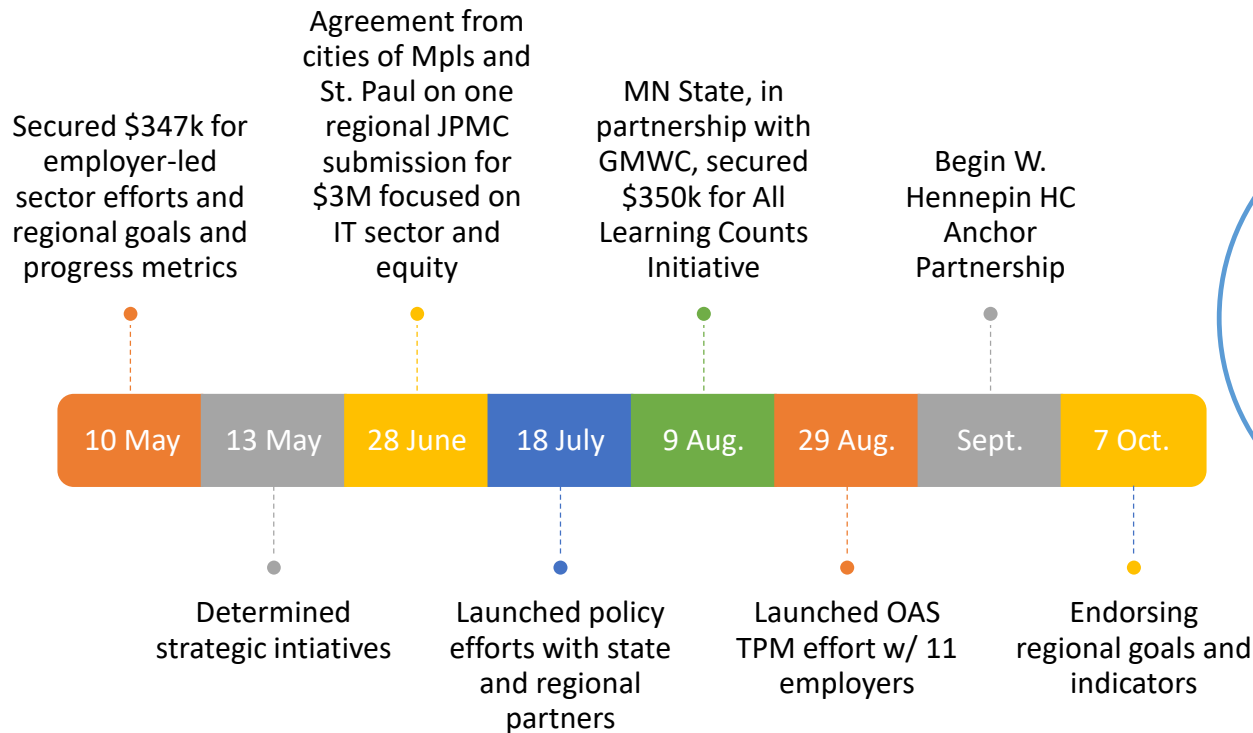 Secured $347k for
employer-led
sector efforts and
regional goals and
progress metrics
Agreement from
cities of Mpls and
St. Paul on one
regional JPMC
submission for
$3M focused on
IT sector and
equity
MN State, in
partnership with
GMWC, secured
$350k for All
Learning Counts
Initiative
Begin W.
Hennepin HC
Anchor
Partnership
10 May
13 May
28 June
18 July
9 Aug.
29 Aug.
Sept.
7 Oct.
Determined
strategic intiatives
Launched policy
efforts with state
and regional
partners
Launched OAS
TPM effort w/ 11
employers
Endorsing
regional goals and
indicators